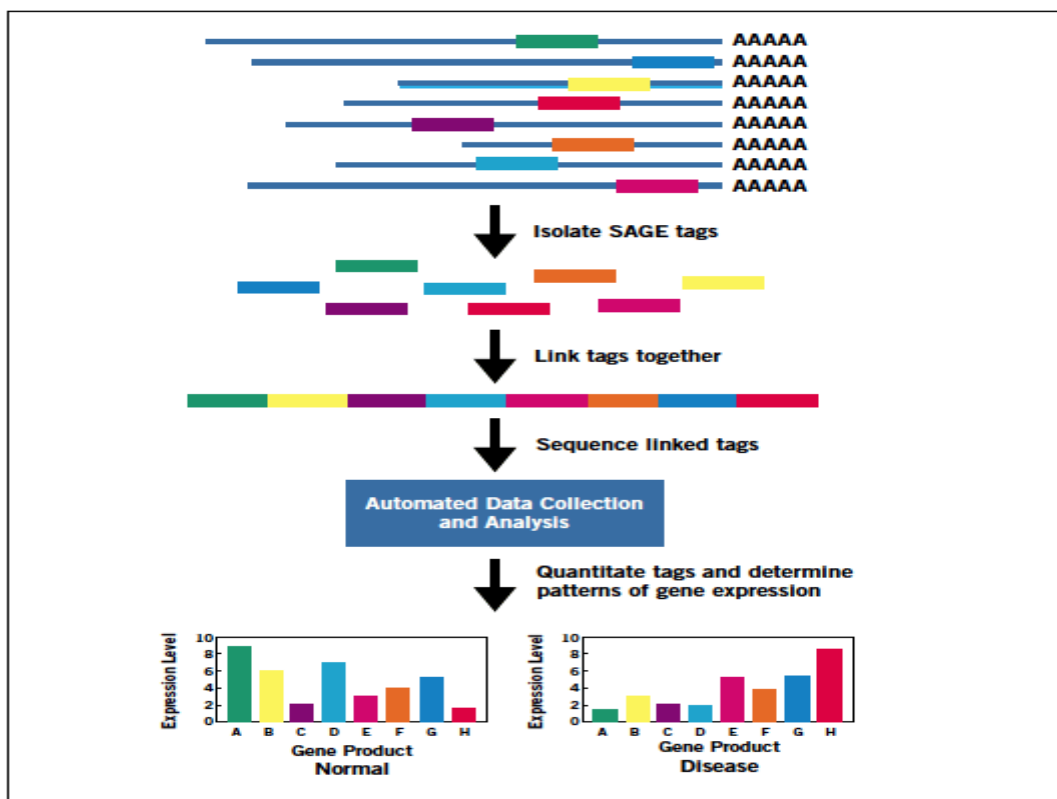 AAAAA
AAAAA
AAAAA
AAAAA
AAAAA
AAAAA
AAAAA
AAAAA
Isolate SAGE tags
Link tags together
Sequence linked tags
Automated Data Collection
and Analysis
Quantitate tags and determine
patterns of gene expression
Expression Level
10
8
6
4
2
0
A B C D E F G H
Gene Product
Normal
Expression Level
10
8
6
4
2
0
A B C D E F G H
Gene Product
Disease